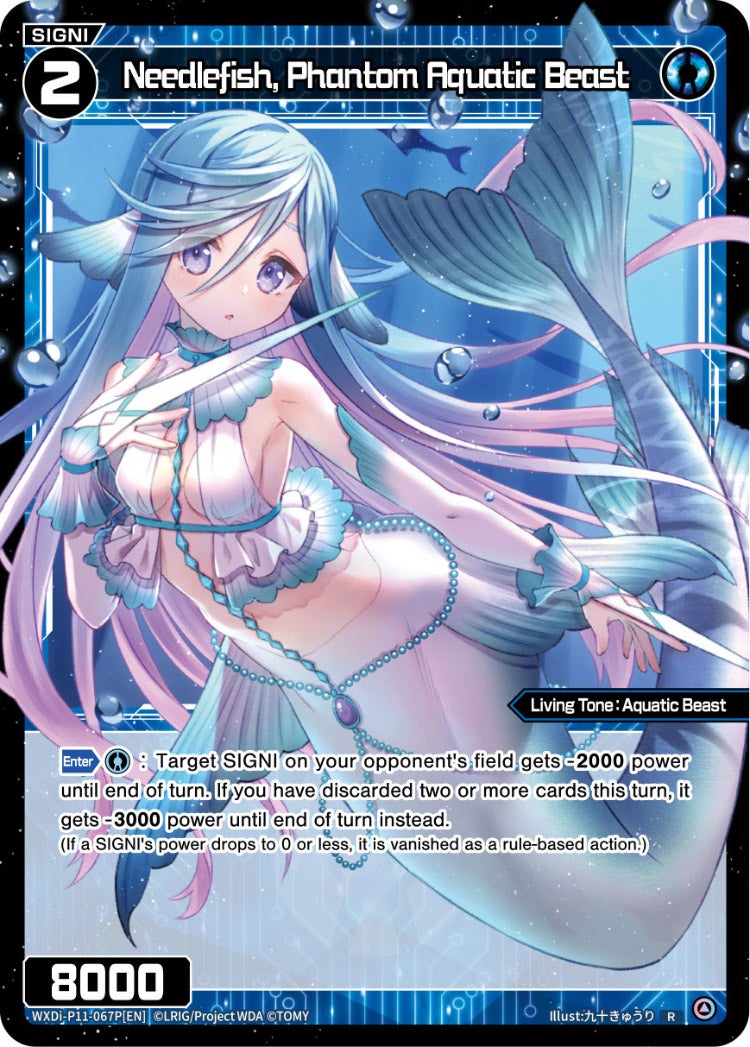 SIGNI
2
Needlefish, Phantom Aquatic Beast
Living Tone：Aquatic Beast
Enter : Target SIGNI on your opponent's field gets -2000 power
until end of turn. If you have discarded two or more cards this turn, it
gets -3000 power until end of turn instead.
(If a SIGNI's power drops to 0 or less, it is vanished as a rule-based action.)
8000
WXDi-P11-067P[EN] ©LRIG/Project WDA ©TOMY
Illust:九十きゅうり R